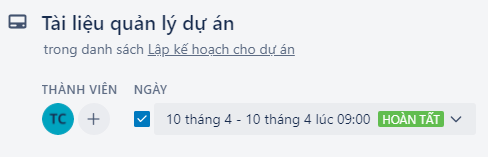 Tài liệu quản lý dự án
trong danh sách Lập kế hoạch cho dự án
THÀNH VIÊN NGÀY
TC + 10 tháng 4 - 10 tháng 4 lúc 09:00 HOÀN TẤT